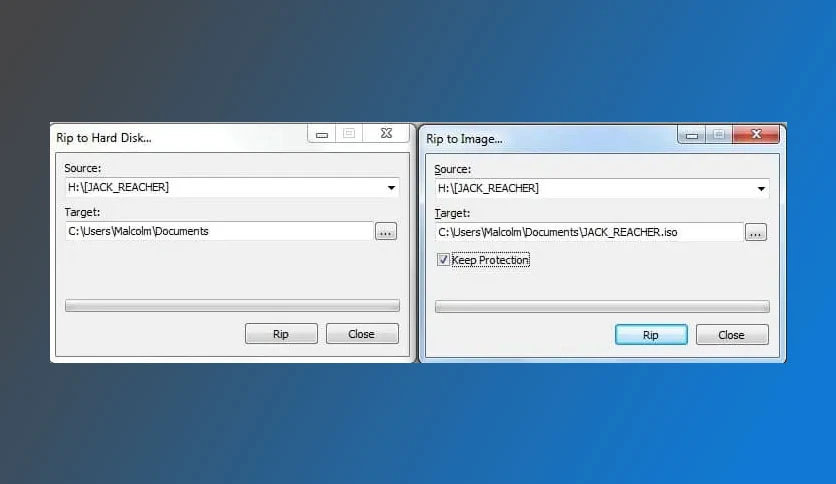 Rip to Hard Disk...
Source:
H:\[JACK_REACHER]
Target:
C:\Users\Malcolm\Documents
...
Rip
Close
Rip to Image...
Source:
H:\[JACK_REACHER]
Target:
C:\Users\Malcolm\Documents\JACK_REACHER.iso
...
Keep Protection
Rip
Close